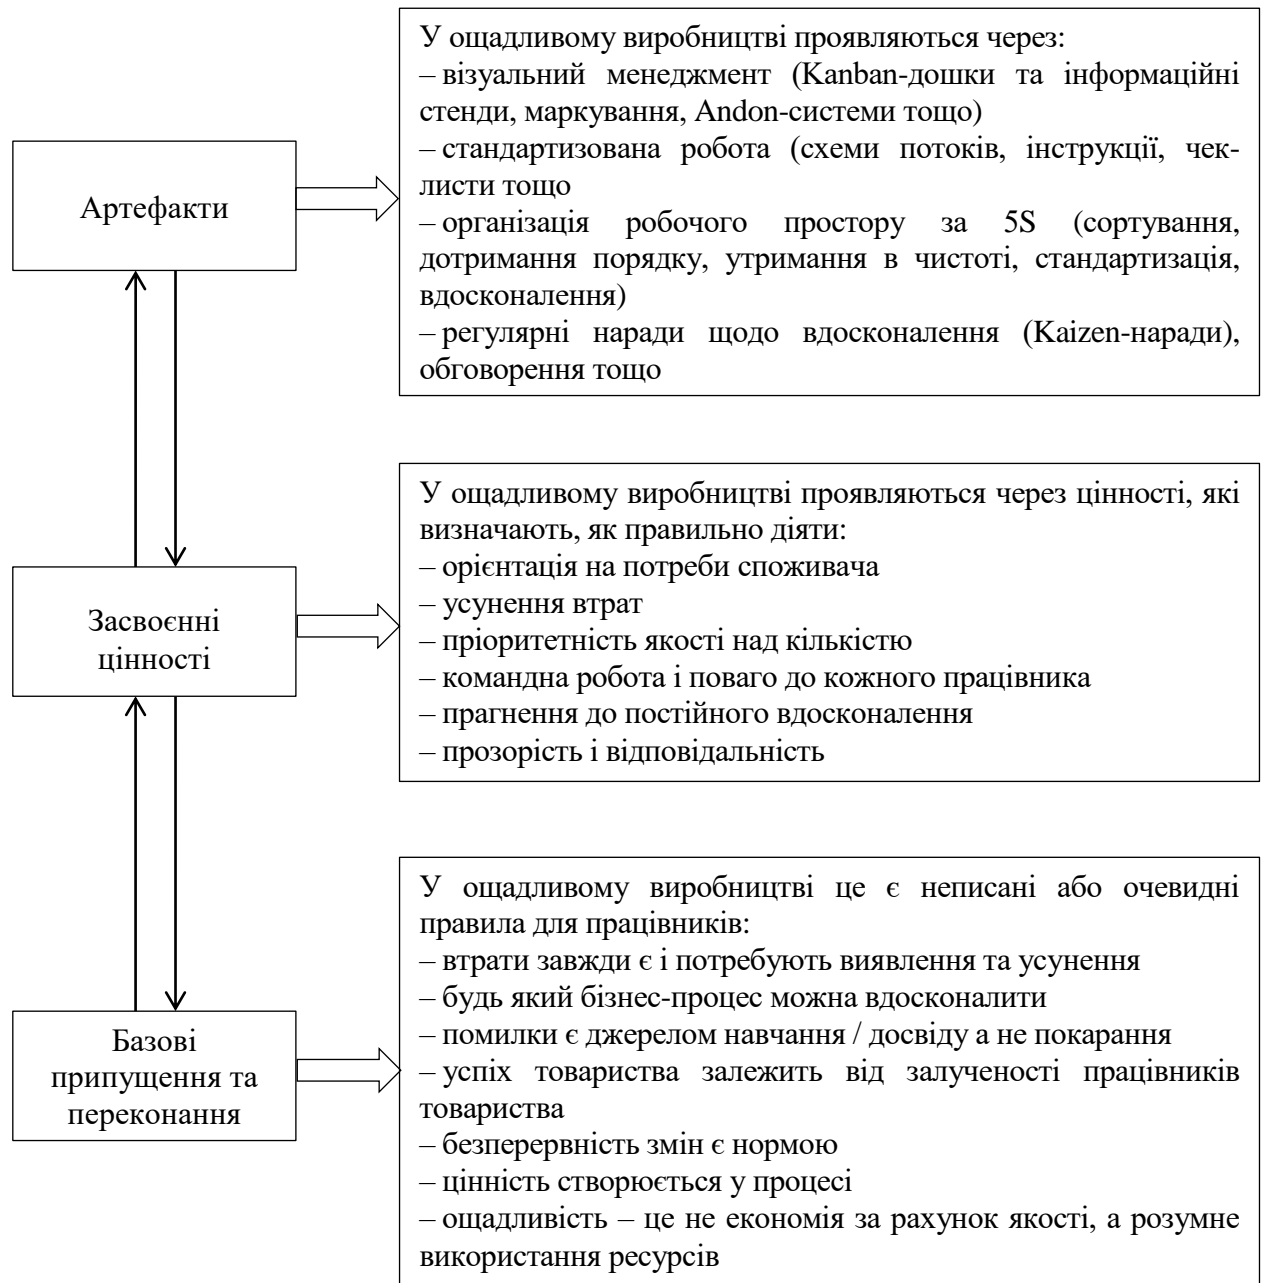 У ощадливому виробництві проявляються через:
– візуальний менеджмент (Kanban-дошки та інформаційні
стенди, маркування, Andon-системи тощо)
– стандартизована робота (схеми потоків, інструкції, чек-
листи тощо
– організація робочого простору за 5S (сортування,
дотримання порядку, утримання в чистоті, стандартизація,
вдосконалення)
– регулярні наради щодо вдосконалення (Kaizen-наради),
обговорення тощо
Артефакти
У ощадливому виробництві проявляються через цінності, які
визначають, як правильно діяти:
– орієнтація на потреби споживача
– усунення втрат
– пріоритетність якості над кількістю
– командна робота і поваго до кожного працівника
– прагнення до постійного вдосконалення
– прозорість і відповідальність
Засвоєнні
цінності
У ощадливому виробництві це є неписані або очевидні
правила для працівників:
– втрати завжди є і потребують виявлення та усунення
– будь який бізнес-процес можна вдосконалити
– помилки є джерелом навчання / досвіду а не покарання
– успіх товариства залежить від залученості працівників
товариства
– безперервність змін є нормою
– цінність створюється у процесі
– ощадливість – це не економія за рахунок якості, а розумне
використання ресурсів
Базові
припущення та
переконання